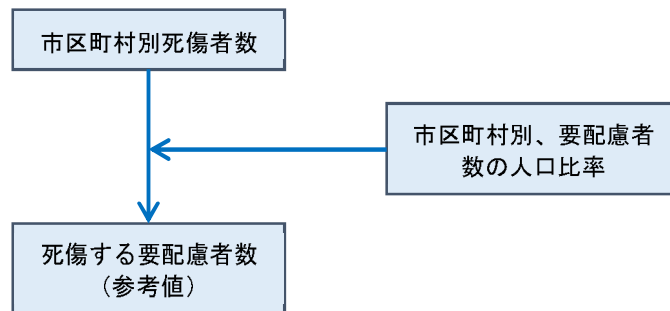 市区町村別死傷者数
市区町村別、要配慮者
数の人口比率
死傷する要配慮者数
（参考値）